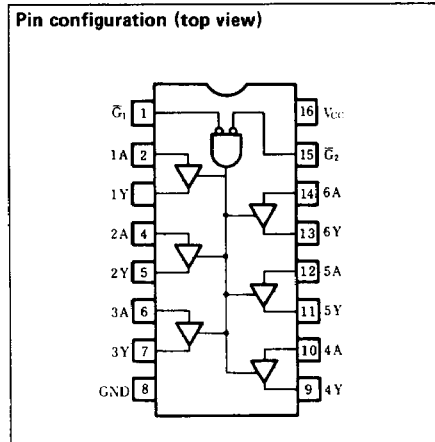 Pin configuration (top view)
G̅₁ 1 16 VCC
1A 2 15 G̅₂
1Y 14 6A
13 6Y
2A 4
2Y 5 12 5A
3A 6 11 5Y
3Y 7 10 4A
GND 8 9 4Y